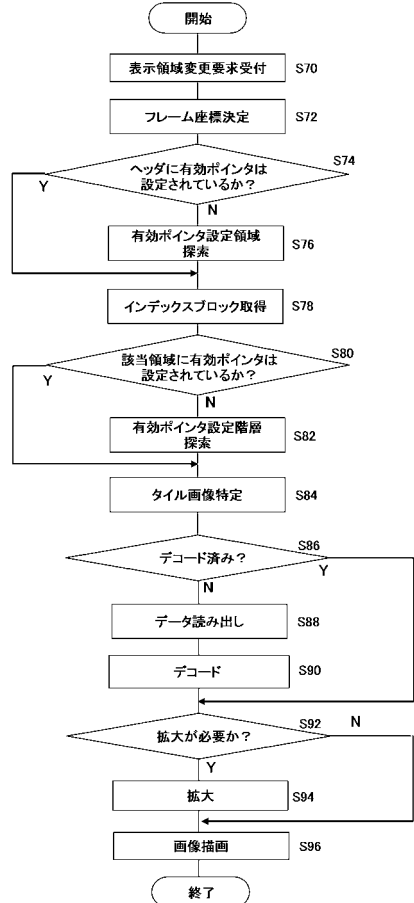 開始
表示領域変更要求受付 S70
フレーム座標決定 S72
S74
ヘッダに有効ポインタは
設定されているか？
Y
N
有効ポインタ設定領域
探索
S76
インデックスブロック取得 S78
S80
該当領域に有効ポインタは
設定されているか？
Y
N
有効ポインタ設定階層
探索
S82
タイル画像特定 S84
S86
デコード済み？
Y
N
データ読み出し S88
デコード S90
S92
N
拡大が必要か？
Y
拡大 S94
画像描画 S96
終了